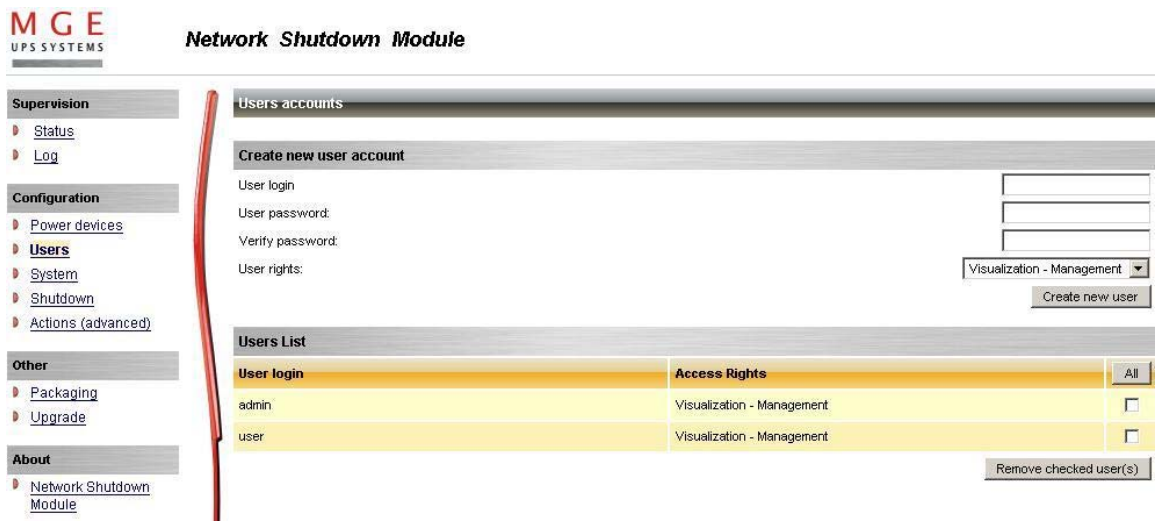 MGE
UPS SYSTEMS
Network Shutdown Module
Supervision
Status
Log
Configuration
Power devices
Users
System
Shutdown
Actions (advanced)
Other
Packaging
Upgrade
About
Network Shutdown
Module
Users accounts
Create new user account
User login
User password:
Verify password:
User rights: Visualization - Management
Create new user
Users List
User login Access Rights All
admin Visualization - Management
user Visualization - Management
Remove checked user(s)